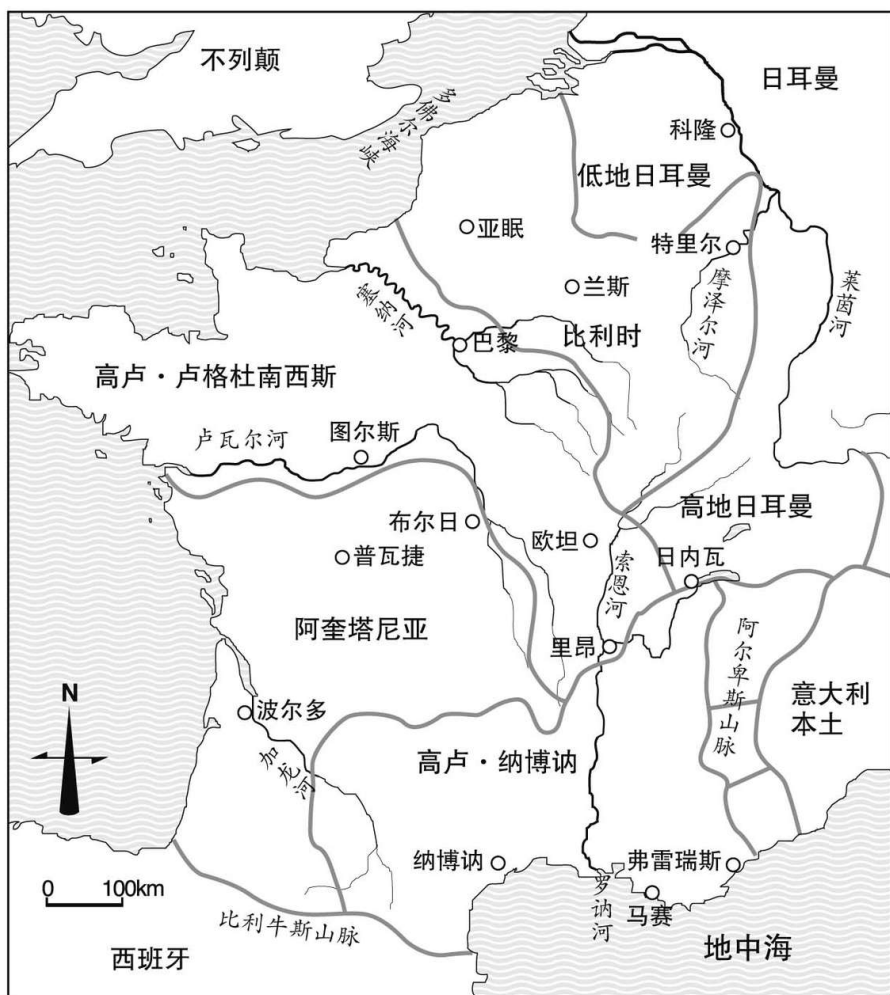 不列颠
日耳曼
多佛尔海峡
科隆
低地日耳曼
亚眠
特里尔
兰斯
摩泽尔河
莱茵河
塞纳河
比利时
巴黎
高卢·卢格杜南西斯
卢瓦尔河
图尔斯
高地日耳曼
布尔日
欧坦
普瓦捷
日内瓦
索恩河
阿奎塔尼亚
里昂
阿尔卑斯山脉
意大利
本土
N
波尔多
加龙河
高卢·纳博讷
纳博讷
弗雷瑞斯
0 100km
罗讷河
马赛
比利牛斯山脉
西班牙
地中海